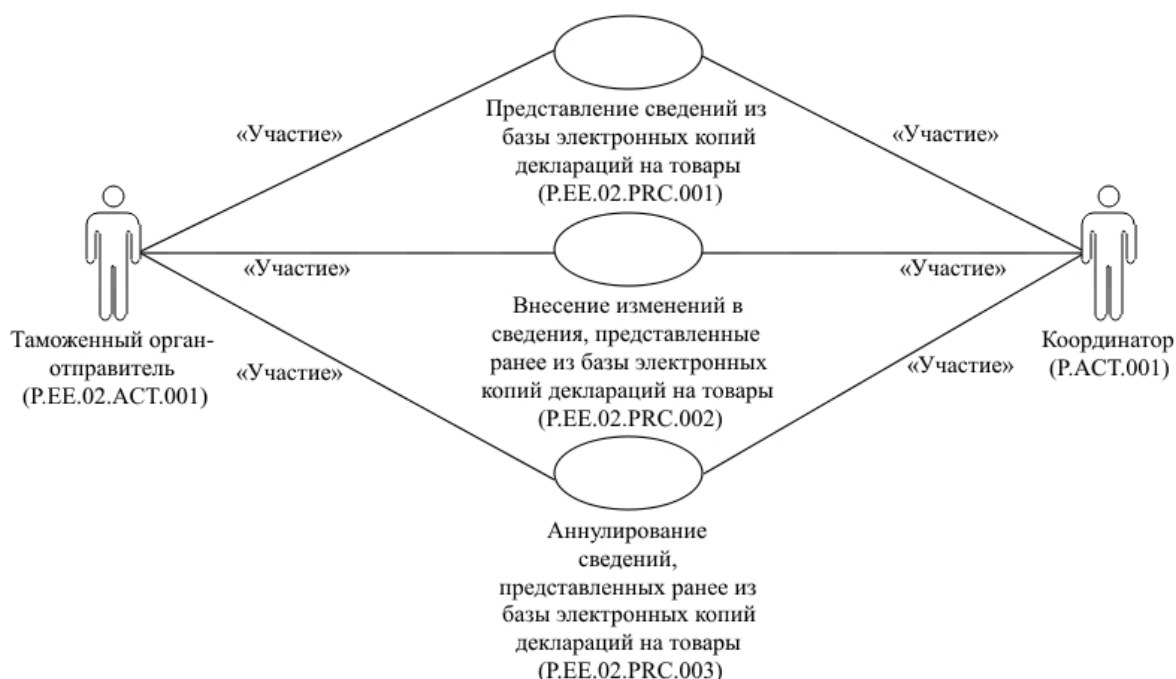 Представление сведений из
базы электронных копий
деклараций на товары
(P.EE.02.PRC.001)
«Участие»
«Участие»
«Участие»
«Участие»
Внесение изменений в
сведения, представленные
ранее из базы электронных
копий деклараций на товары
(P.EE.02.PRC.002)
Таможенный орган-
отправитель
(P.EE.02.ACT.001)
Координатор
(P.ACT.001)
«Участие»
«Участие»
Аннулирование
сведений,
представленных ранее из
базы электронных копий
деклараций на товары
(P.EE.02.PRC.003)